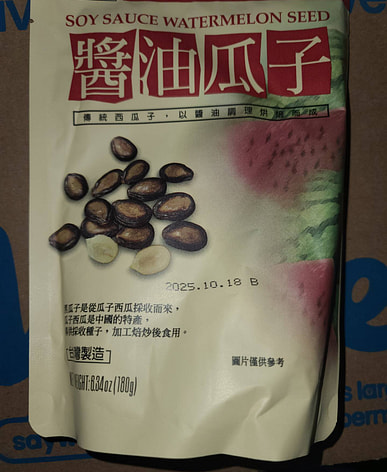 SOY SAUCE WATERMELON SEED
醬油瓜子
傳統西瓜子，以醬油調理烘焙而成
2025.10.18 B
瓜子是從瓜子西瓜採收而來，
瓜子西瓜是中國的特產，
採收種子，加工焙炒後食用。
台灣製造
圖片僅供參考
WEIGHT:6.34oz(180g)
say